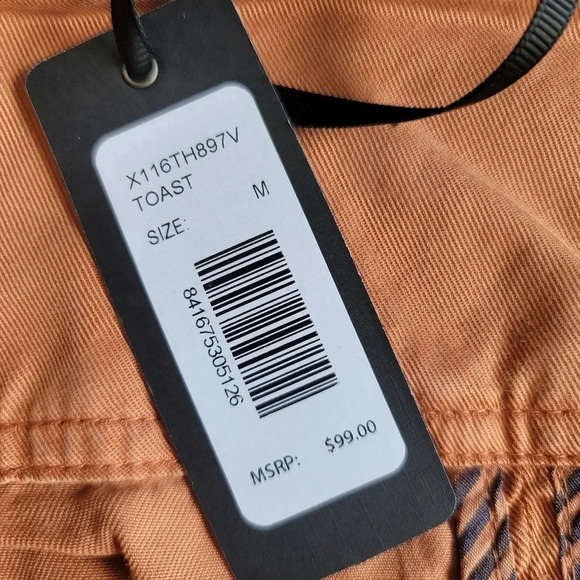 X116TH897V
TOAST
SIZE: M
841675305126
MSRP: $99.00